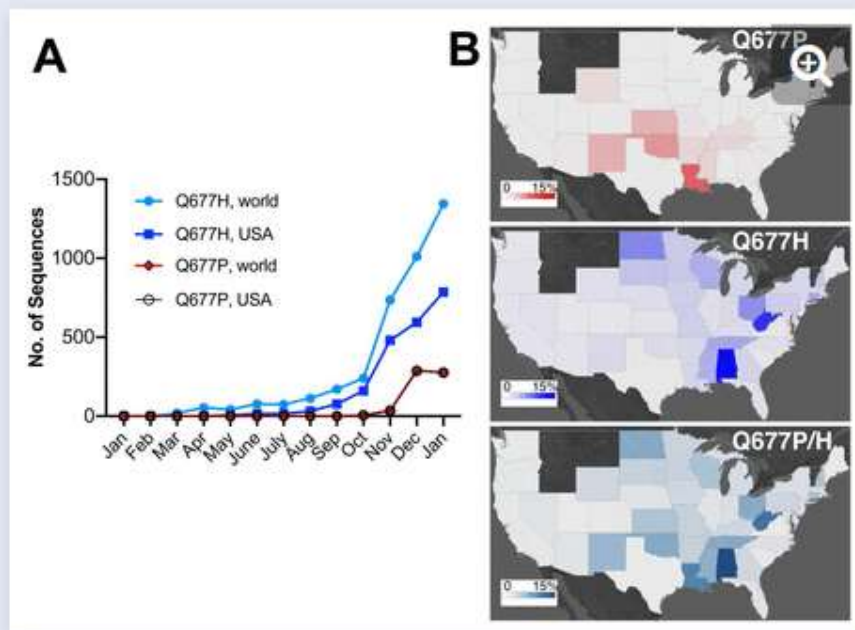 A
1500
1000
500
0
No. of Sequences
Q677H, world
Q677H, USA
Q677P, world
Q677P, USA
Jan
Feb
Mar
Apr
May
June
July
Aug
Sep
Oct
Nov
Dec
Jan
B
Q677P
0 15%
Q677H
0 15%
Q677P/H
0 15%